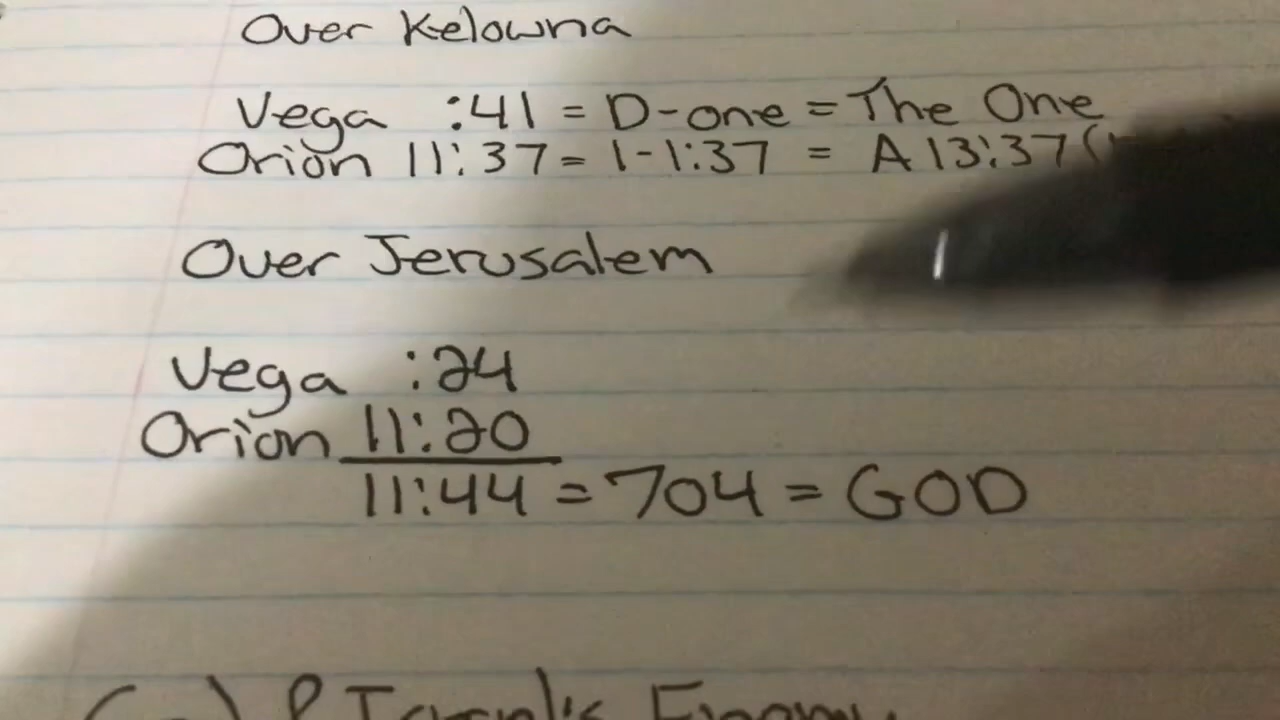 Over Kelowna
Vega :41 = D-one = The One
Orion 11:37 = 1-1:37 = A 13:37 (
Over Jerusalem
Vega :24
Orion 11:20
11:44 = 704 = GOD